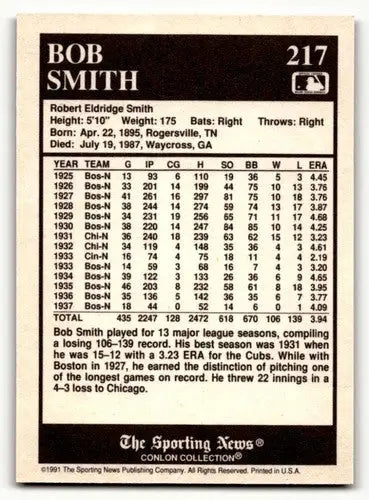 BOB 217
SMITH
Robert Eldridge Smith
Height: 5'10" Weight: 175 Bats: Right Throws: Right
Born: Apr. 22, 1895, Rogersville, TN
Died: July 19, 1987, Waycross, GA
YEAR TEAM G IP CG H SO BB W L ERA
1925 Bos-N 13 93 6 110 19 36 5 3 4.45
1926 Bos-N 33 201 14 199 44 75 10 13 3.76
1927 Bos-N 41 261 16 297 81 75 10 18 3.76
1928 Bos-N 38 244 14 274 59 74 13 17 3.87
1929 Bos-N 34 231 19 256 65 71 11 17 4.68
1930 Bos-N 38 220 14 247 84 85 10 14 4.25
1931 Chi-N 36 240 18 239 63 62 15 12 3.23
1932 Chi-N 34 119 4 148 35 36 4 3 4.61
1933 Cin-N 16 74 4 75 18 11 4 4 2.19
1933 Bos-N 14 59 3 68 16 7 4 3 3.20
1934 Bos-N 39 122 3 133 26 36 4 9 4.65
1935 Bos-N 46 203 8 232 58 61 8 18 3.95
1936 Bos-N 35 136 5 142 36 35 6 7 3.77
1937 Bos-N 18 44 0 52 14 6 0 1 4.09
TOTAL 435 2247 128 2472 618 670 106 139 3.94
Bob Smith played for 13 major league seasons, compiling
a losing 106–139 record. His best season was 1931 when
he was 15–12 with a 3.23 ERA for the Cubs. While with
Boston in 1927, he earned the distinction of pitching one
of the longest games on record. He threw 22 innings in a
4–3 loss to Chicago.
The Sporting News®
CONLON COLLECTION®
©1991 The Sporting News Publishing Company. All Rights Reserved. Printed in U.S.A.